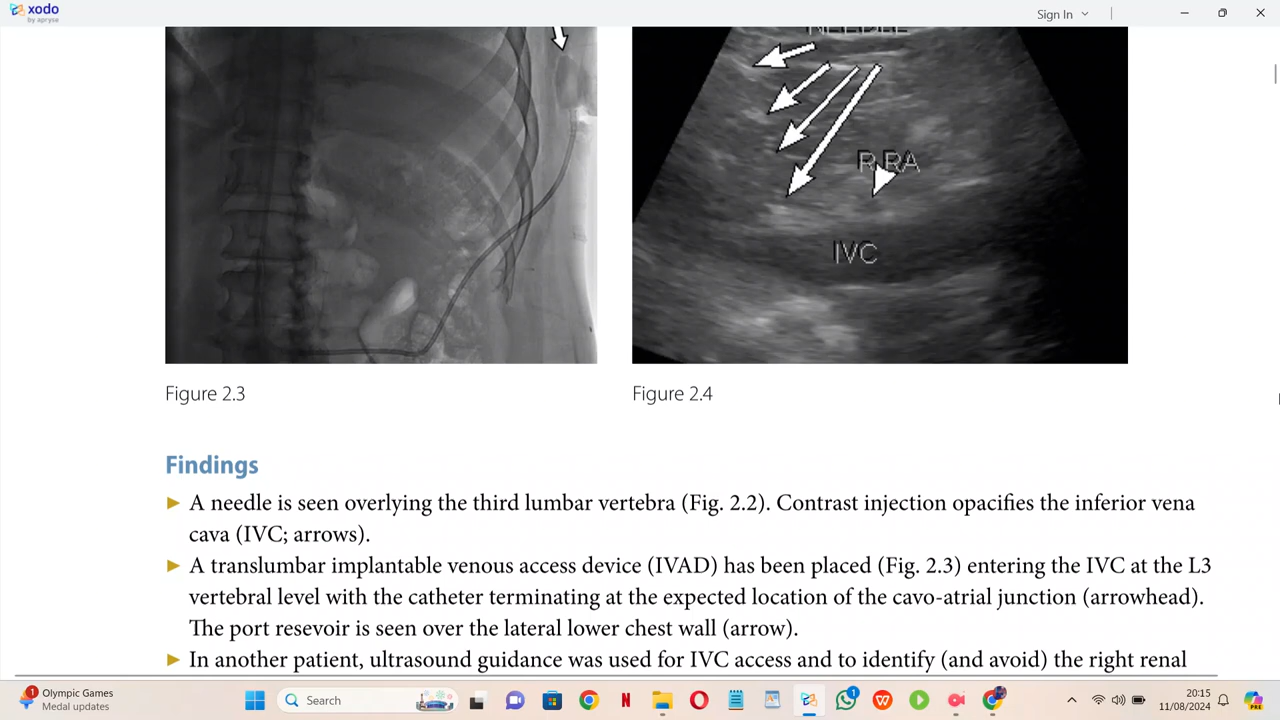 xodo
by apryse
Sign In
NEEDLE
R RA
IVC
Figure 2.3
Figure 2.4
Findings
► A needle is seen overlying the third lumbar vertebra (Fig. 2.2). Contrast injection opacifies the inferior vena
cava (IVC; arrows).
► A translumbar implantable venous access device (IVAD) has been placed (Fig. 2.3) entering the IVC at the L3
vertebral level with the catheter terminating at the expected location of the cavo-atrial junction (arrowhead).
The port resevoir is seen over the lateral lower chest wall (arrow).
► In another patient, ultrasound guidance was used for IVC access and to identify (and avoid) the right renal
1
Olympic Games
Medal updates
Search
1
20:15
11/08/2024
PRE